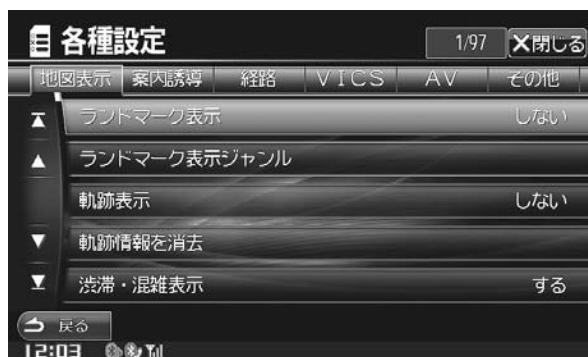 各種設定
1/97 ×閉じる
地図表示 案内誘導 経路 VICS AV その他
ランドマーク表示 しない
ランドマーク表示ジャンル
軌跡表示 しない
軌跡情報を消去
渋滞・混雑表示 する
戻る
12:03